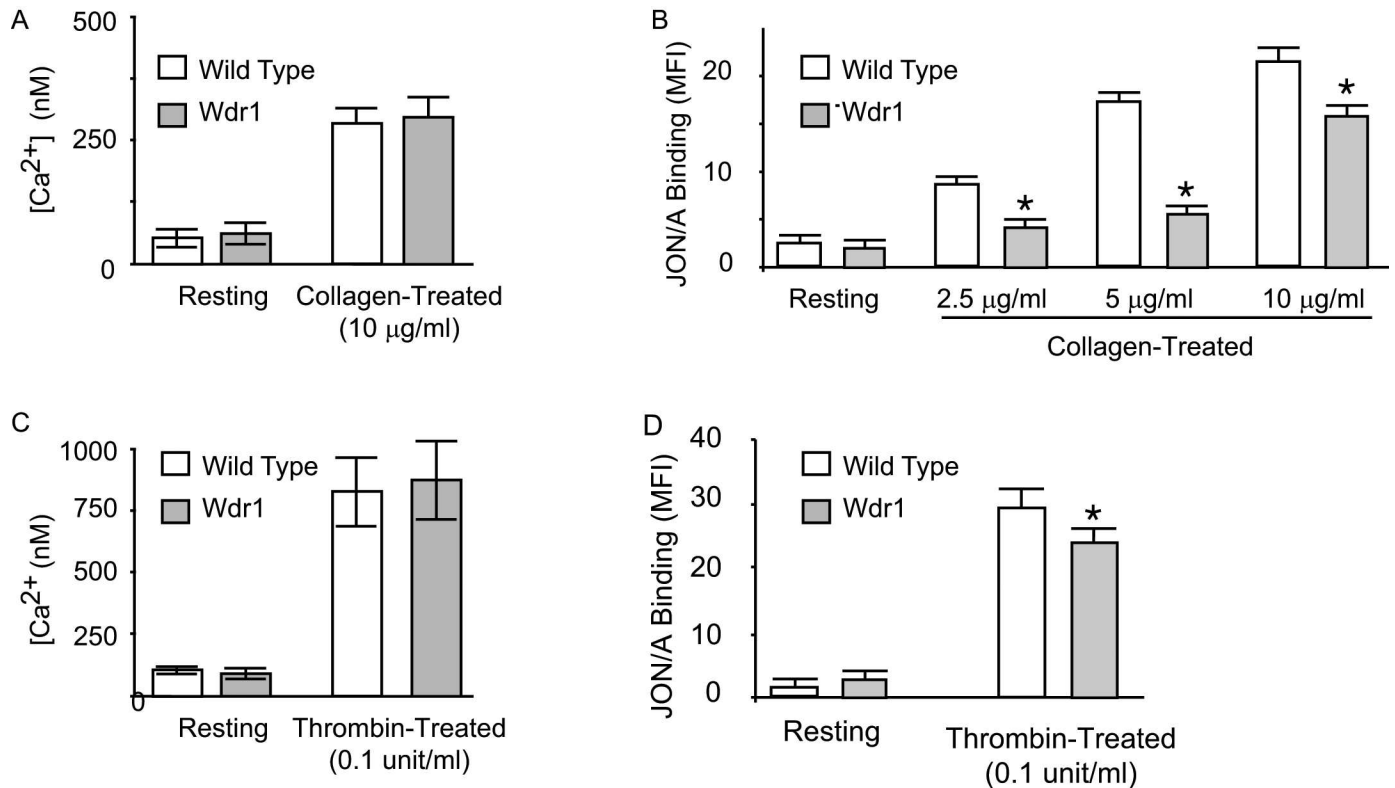 A
500
250
0
[Ca2+] (nM)
Wild Type
Wdr1
Resting
Collagen-Treated
(10 μg/ml)
B
20
10
0
JON/A Binding (MFI)
Wild Type
Wdr1
*
*
*
Resting
2.5 μg/ml
5 μg/ml
10 μg/ml
Collagen-Treated
C
1000
750
500
250
0
[Ca2+ (nM)
Wild Type
Wdr1
Resting
Thrombin-Treated
(0.1 unit/ml)
D
40
30
20
10
0
JON/A Binding (MFI)
Wild Type
Wdr1
*
Resting
Thrombin-Treated
(0.1 unit/ml)